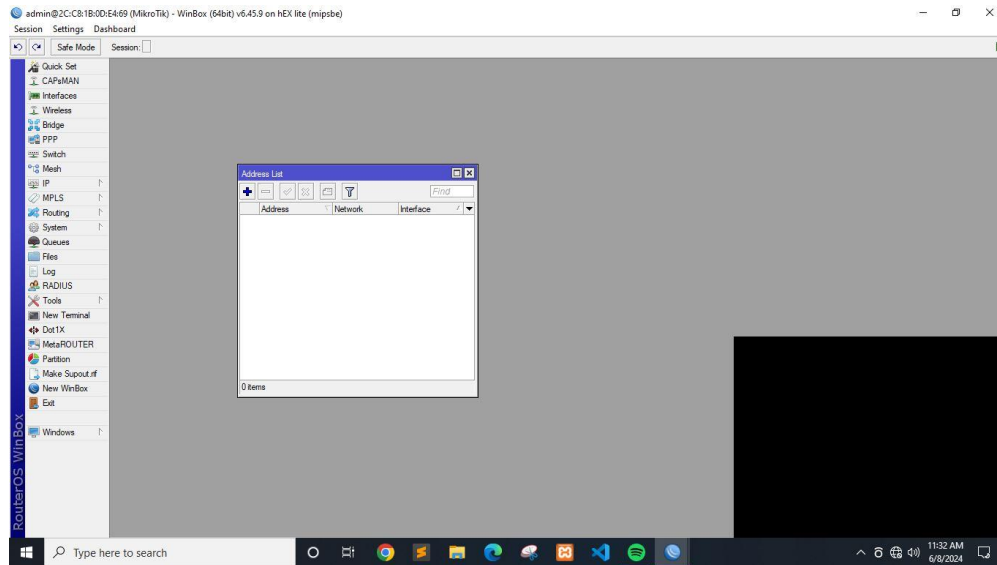 admin@2C:C8:1B:0D:E4:69 (MikroTik) - WinBox (64bit) v6.45.9 on hEX lite (mipsbe)
Session Settings Dashboard
Safe Mode Session:
Quick Set
CAPsMAN
Interfaces
Wireless
Bridge
PPP
Switch
Mesh
IP
MPLS
Routing
System
Queues
Files
Log
RADIUS
Tools
New Terminal
Dot1X
MetaROUTER
Partition
Make Supout.rif
New WinBox
Exit
Windows
RouterOS WinBox
Address List
Find
Address Network Interface
0 items
Type here to search
11:32 AM
6/8/2024